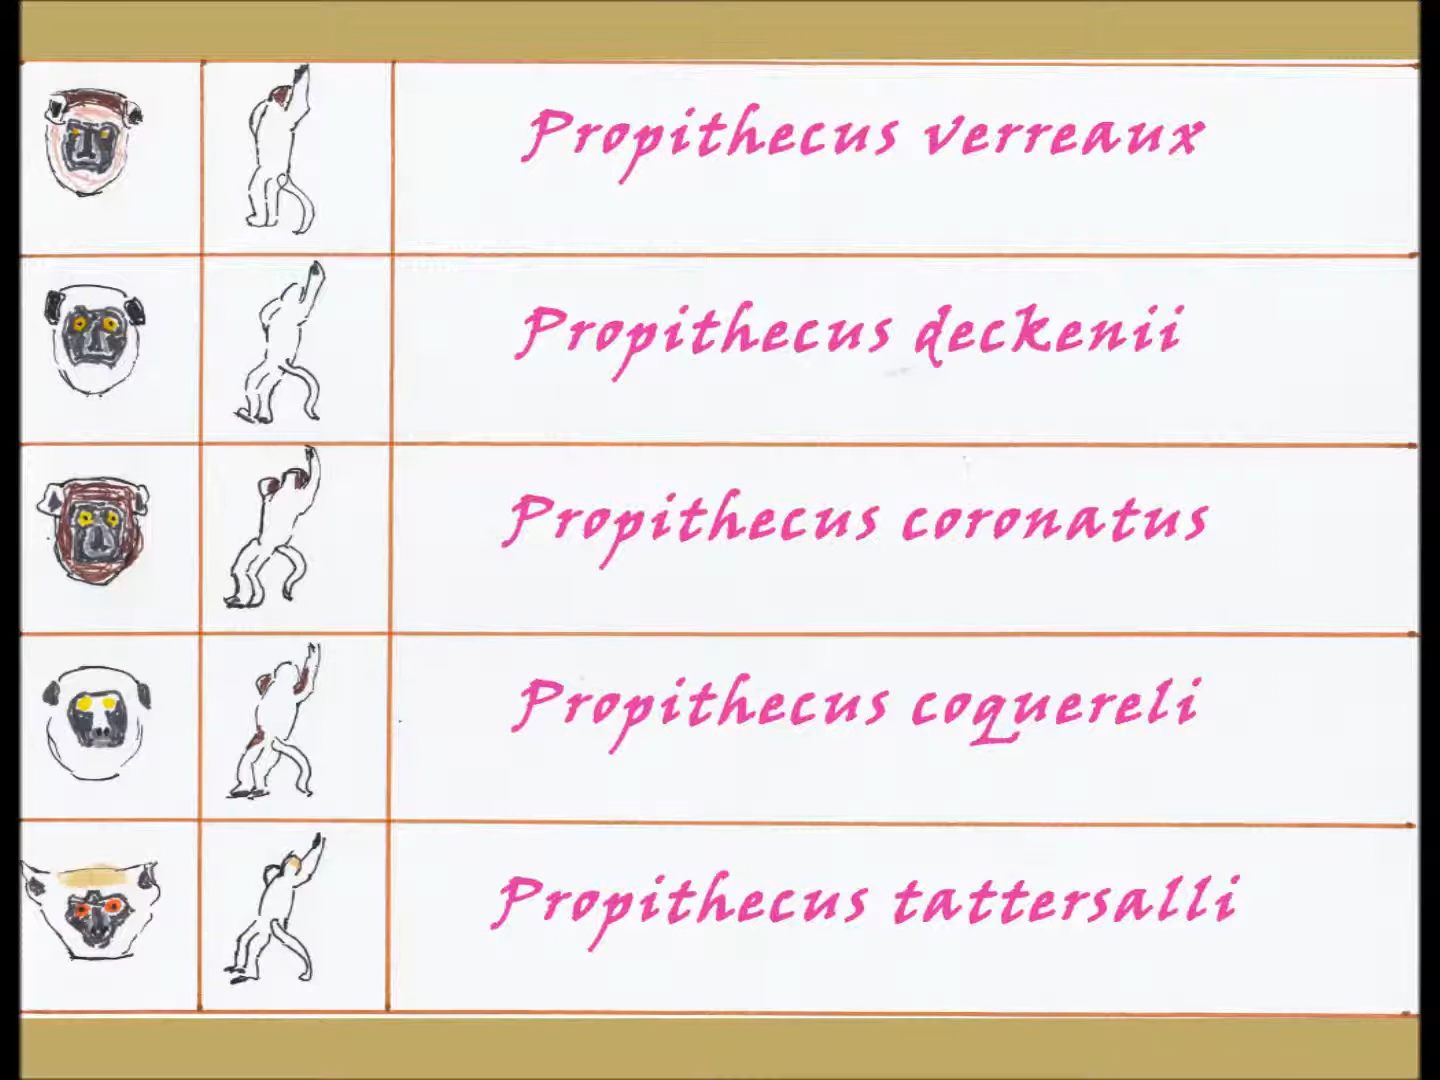 Propithecus verreaux
Propithecus deckenii
Propithecus coronatus
Propithecus coquereli
Propithecus tattersalli